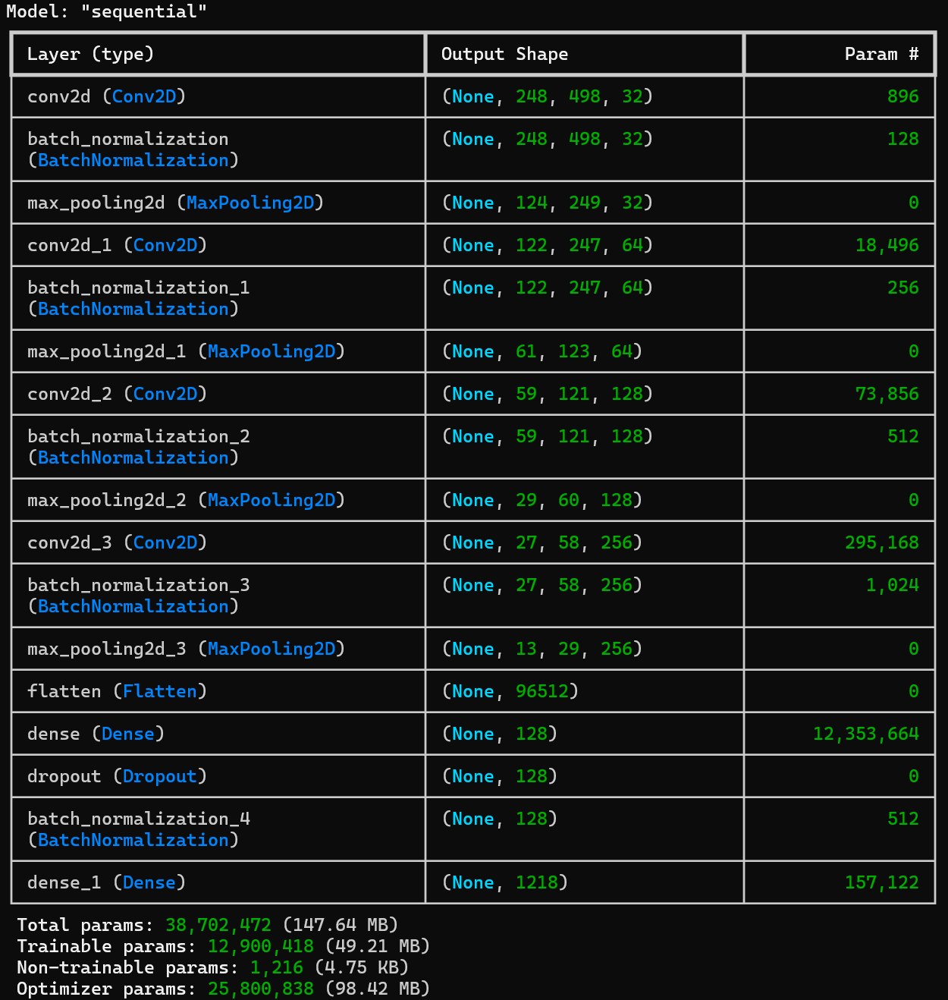 Model: "sequential"
Layer (type) Output Shape Param #
conv2d (Conv2D) (None, 248, 498, 32) 896
batch_normalization (None, 248, 498, 32) 128
(BatchNormalization)
max_pooling2d (MaxPooling2D) (None, 124, 249, 32) 0
conv2d_1 (Conv2D) (None, 122, 247, 64) 18,496
batch_normalization_1 (None, 122, 247, 64) 256
(BatchNormalization)
max_pooling2d_1 (MaxPooling2D) (None, 61, 123, 64) 0
conv2d_2 (Conv2D) (None, 59, 121, 128) 73,856
batch_normalization_2 (None, 59, 121, 128) 512
(BatchNormalization)
max_pooling2d_2 (MaxPooling2D) (None, 29, 60, 128) 0
conv2d_3 (Conv2D) (None, 27, 58, 256) 295,168
batch_normalization_3 (None, 27, 58, 256) 1,024
(BatchNormalization)
max_pooling2d_3 (MaxPooling2D) (None, 13, 29, 256) 0
flatten (Flatten) (None, 96512) 0
dense (Dense) (None, 128) 12,353,664
dropout (Dropout) (None, 128) 0
batch_normalization_4 (None, 128) 512
(BatchNormalization)
dense_1 (Dense) (None, 1218) 157,122
Total params: 38,702,472 (147.64 MB)
Trainable params: 12,900,418 (49.21 MB)
Non-trainable params: 1,216 (4.75 KB)
Optimizer params: 25,800,838 (98.42 MB)